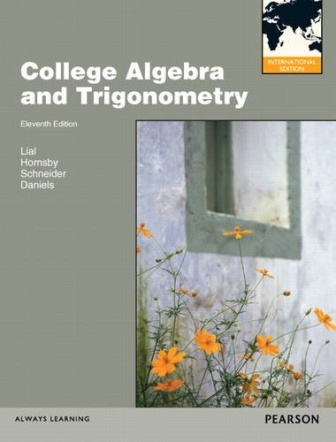 INTERNATIONAL
EDITION
College Algebra
and Trigonometry
Eleventh Edition
Lial
Hornsby
Schneider
Daniels
ALWAYS LEARNING
PEARSON